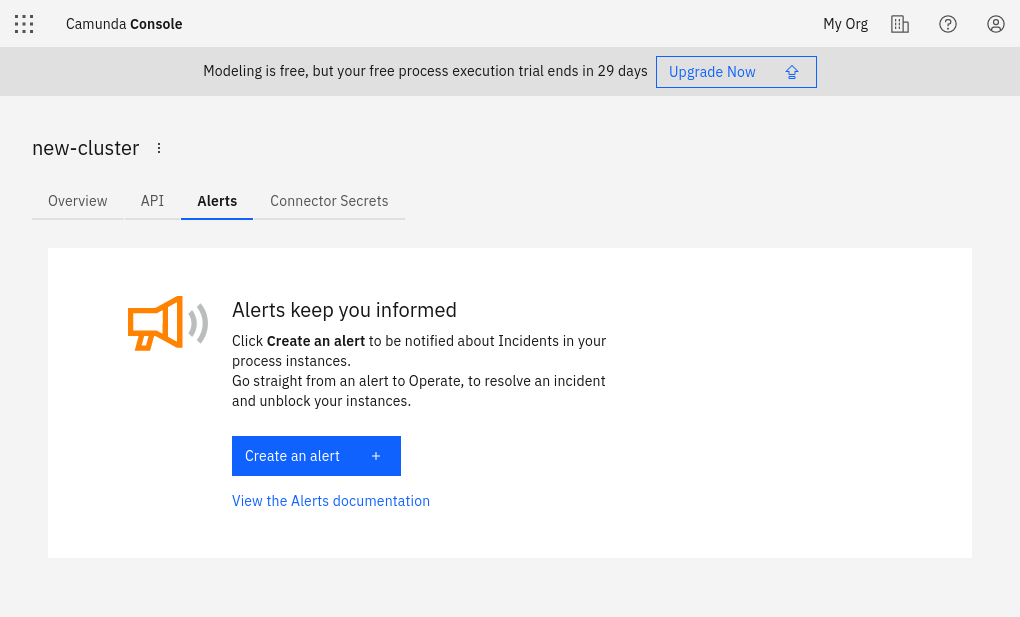 Camunda Console
My Org
Modeling is free, but your free process execution trial ends in 29 days
Upgrade Now
new-cluster
Overview API Alerts Connector Secrets
Alerts keep you informed
Click Create an alert to be notified about Incidents in your
process instances.
Go straight from an alert to Operate, to resolve an incident
and unblock your instances.
Create an alert +
View the Alerts documentation